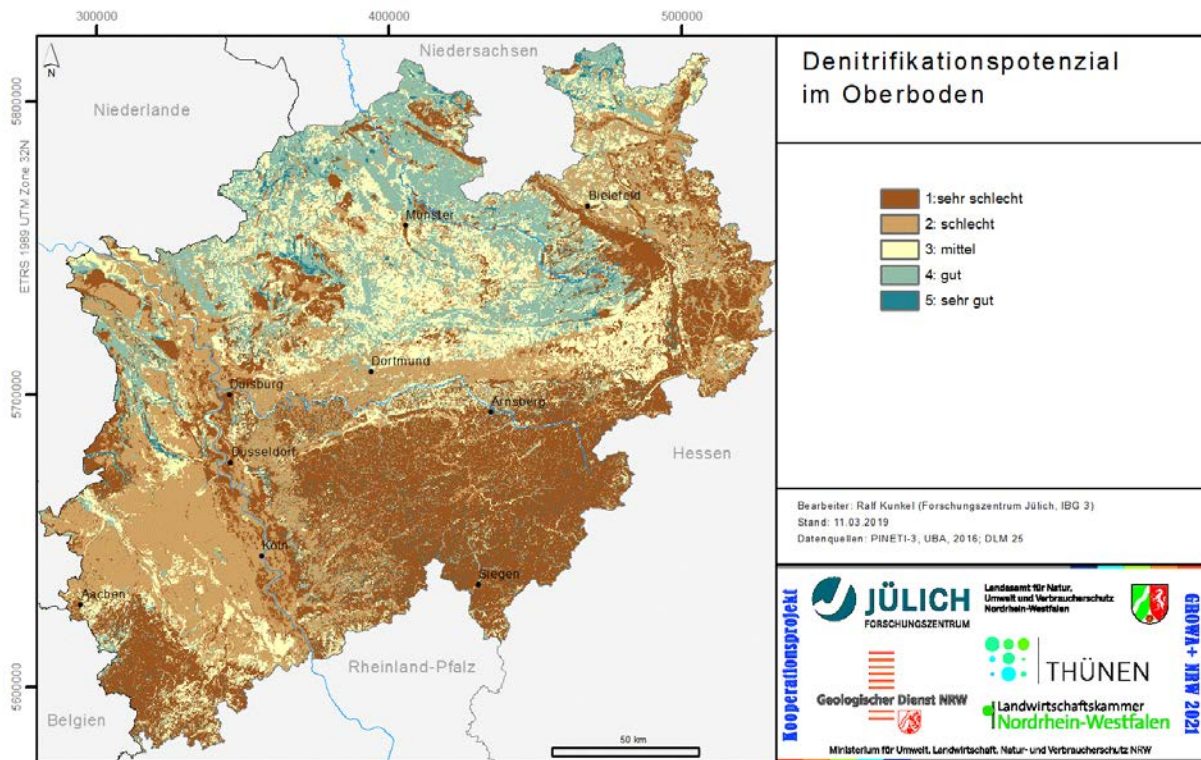 300000
400000
500000
5800000
5700000
5600000
ETRS 1989 UTM Zone 32N
N
Niedersachsen
Niederlande
Bielefeld
Münster
Dortmund
Duisburg
Arnsberg
Düsseldorf
Hessen
Köln
Siegen
Aachen
Rheinland-Pfalz
Belgien
50 km
Denitrifikationspotenzial
im Oberboden
1:sehr schlecht
2: schlecht
3: mittel
4: gut
5: sehr gut
Bearbeiter: Ralf Kunkel (Forschungszentrum Jülich, IBG 3)
Stand: 11.03.2019
Datenquellen: PINETI-3, UBA, 2016; DLM 25
Kooperationsprojekt
JÜLICH
FORSCHUNGSZENTRUM
Landesamt für Natur,
Umwelt und Verbraucherschutz
Nordrhein-Westfalen
GROWA+ NRW 2021
Geologischer Dienst NRW
THÜNEN
Landwirtschaftskammer
Nordrhein-Westfalen
Ministerium für Umwelt, Landwirtschaft, Natur- und Verbraucherschutz NRW